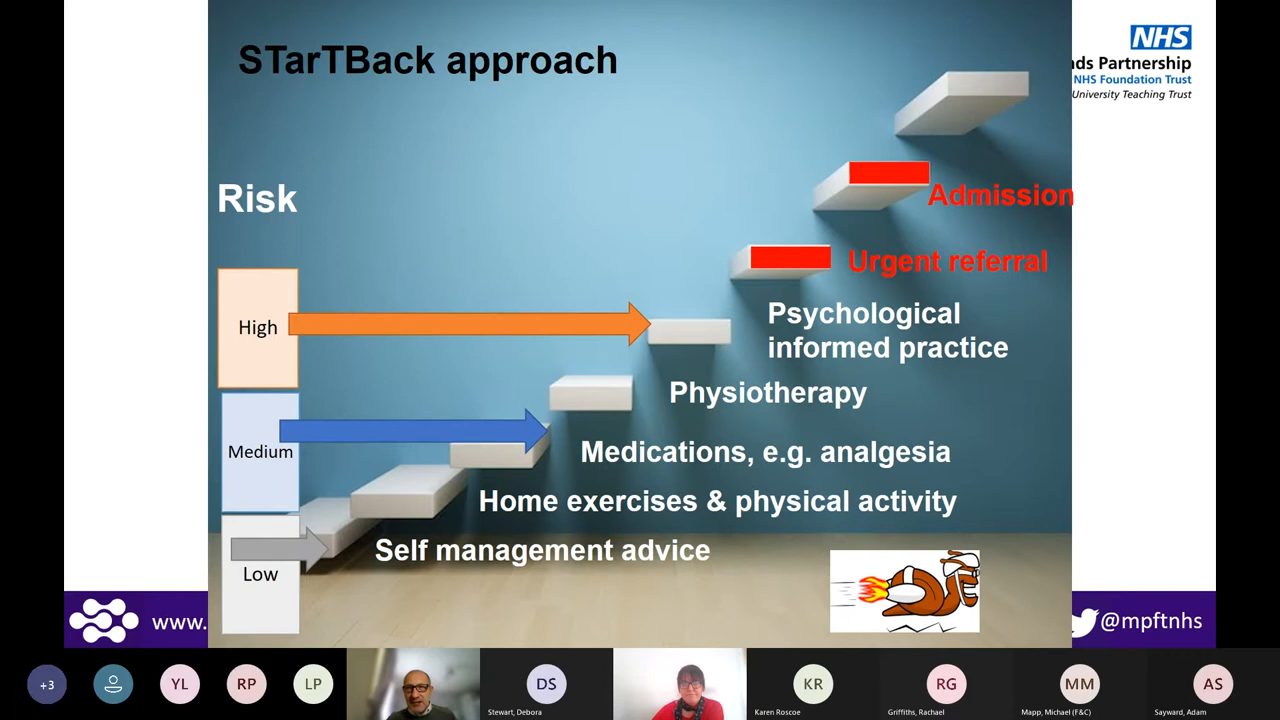 STarTBack approach
NHS
nds Partnership
NHS Foundation Trust
University Teaching Trust
Risk
Admission
Urgent referral
High
Psychological
informed practice
Physiotherapy
Medium
Medications, e.g. analgesia
Home exercises & physical activity
Self management advice
Low
www.
@mpftnhs
+3
YL
RP
LP
DS
KR
RG
MM
AS
Stewart, Debora
Karen Roscoe
Griffiths, Rachael
Mapp, Michael (F&C)
Sayward, Adam